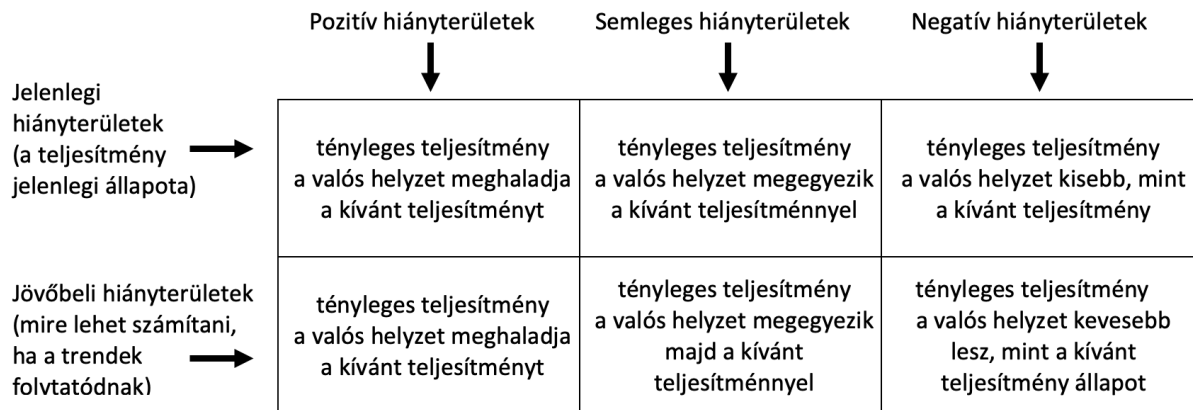 Pozitív hiányterületek
Semleges hiányterületek
Negatív hiányterületek
Jelenlegi
hiányterületek
(a teljesítmény
jelenlegi állapota)
tényleges teljesítmény
a valós helyzet meghaladja
a kívánt teljesítményt
tényleges teljesítmény
a valós helyzet megegyezik
a kívánt teljesítménnyel
tényleges teljesítmény
a valós helyzet kisebb, mint
a kívánt teljesítmény
Jövőbeli hiányterületek
(mire lehet számítani,
ha a trendek
folytatódnak)
tényleges teljesítmény
a valós helyzet meghaladja
a kívánt teljesítményt
tényleges teljesítmény
a valós helyzet megegyezik
majd a kívánt
teljesítménnyel
tényleges teljesítmény
a valós helyzet kevesebb
lesz, mint a kívánt
teljesítmény állapot